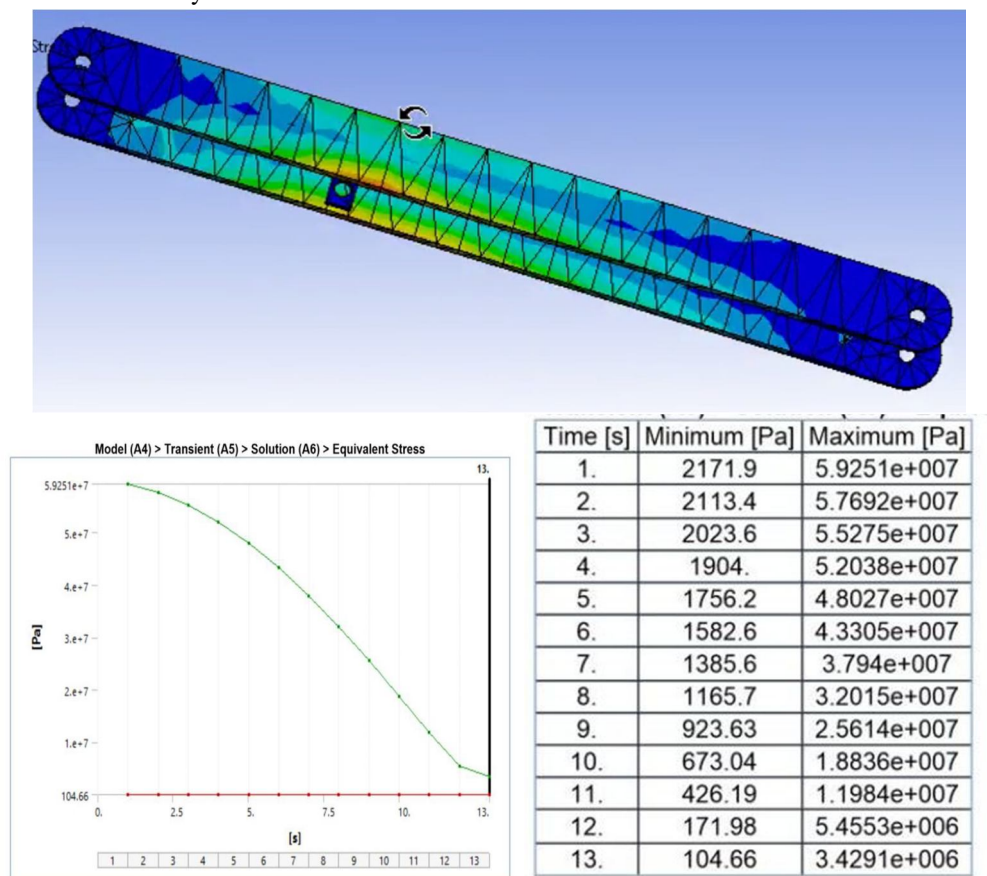 Str
Model (A4) > Transient (A5) > Solution (A6) > Equivalent Stress
13.
5.9251e+7
5.e+7
4.e+7
3.e+7
2.e+7
1.e+7
104.66
[Pa]
0. 2.5 5. 7.5 10. 13.
[s]
1 2 3 4 5 6 7 8 9 10 11 12 13
Time [s] Minimum [Pa] Maximum [Pa]
1. 2171.9 5.9251e+007
2. 2113.4 5.7692e+007
3. 2023.6 5.5275e+007
4. 1904. 5.2038e+007
5. 1756.2 4.8027e+007
6. 1582.6 4.3305e+007
7. 1385.6 3.794e+007
8. 1165.7 3.2015e+007
9. 923.63 2.5614e+007
10. 673.04 1.8836e+007
11. 426.19 1.1984e+007
12. 171.98 5.4553e+006
13. 104.66 3.4291e+006